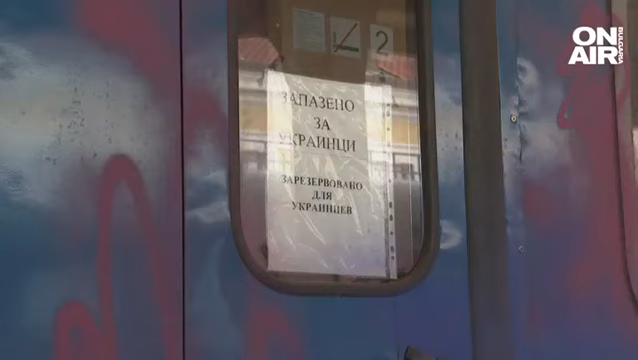 2
ЗАПАЗЕНО
ЗА
УКРАИНЦИ
ЗАРЕЗЕРВОВАНО
ДЛЯ
УКРАИНЦЕВ
ON
AIR
BULGARIA